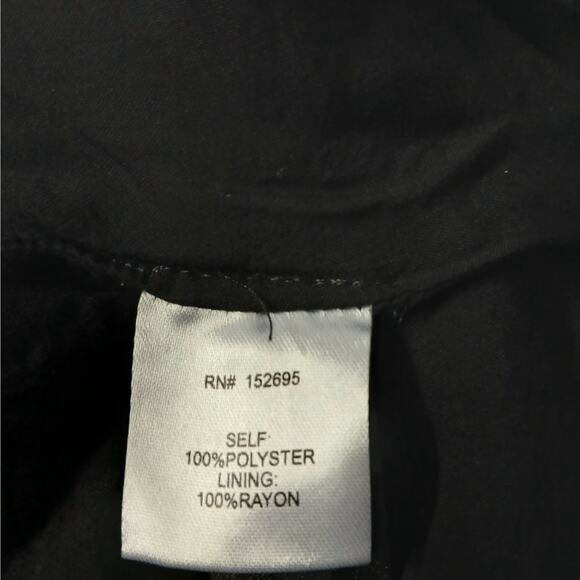 RN# 152695
SELF:
100%POLYSTER
LINING:
100%RAYON